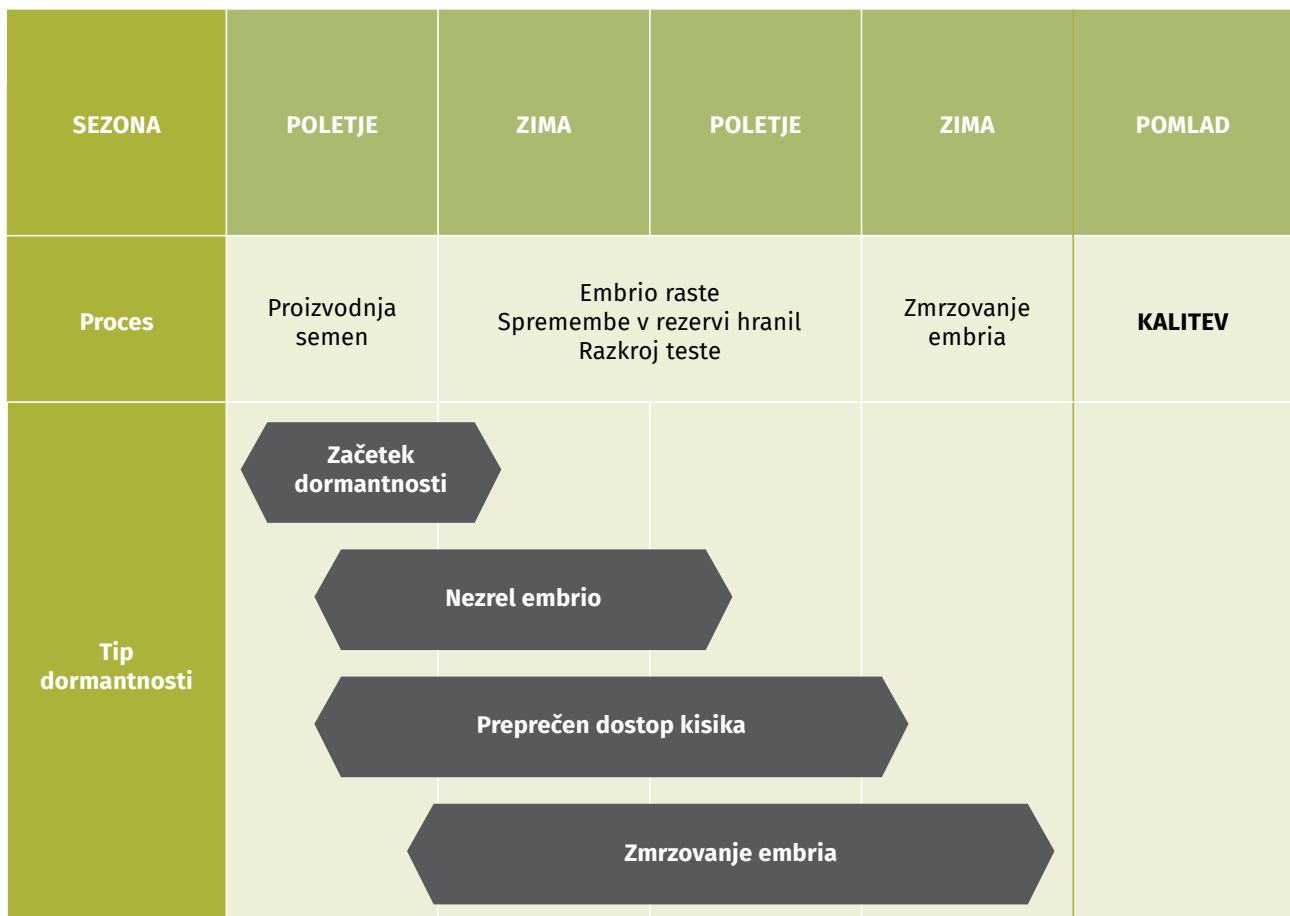 SEZONA
POLETJE
ZIMA
POLETJE
ZIMA
POMLAD
Proces
Proizvodnja
semen
Embrio raste
Spremembe v rezervi hranil
Razkroj teste
Zmrzovanje
embria
KALITEV
Tip
dormantnosti
Začetek
dormantnosti
Nezrel embrio
Preprečen dostop kisika
Zmrzovanje embria